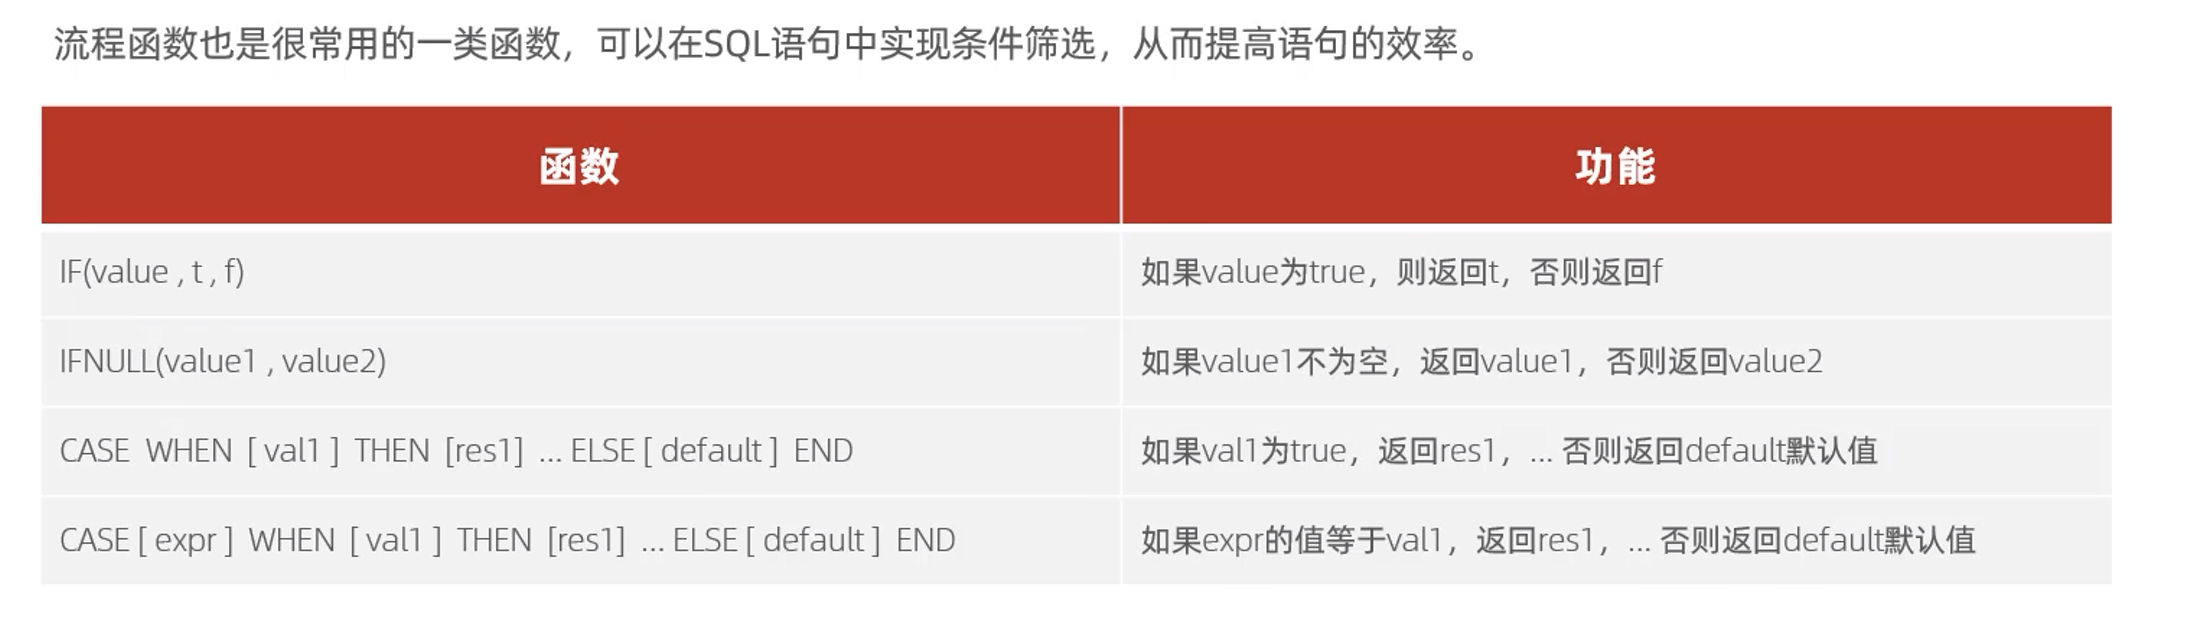 流程函数也是很常用的一类函数，可以在SQL语句中实现条件筛选，从而提高语句的效率。
函数 功能
IF(value , t , f) 如果value为true，则返回t，否则返回f
IFNULL(value1 , value2) 如果value1不为空，返回value1，否则返回value2
CASE WHEN [ val1 ] THEN [res1] ... ELSE [ default ] END 如果val1为true，返回res1，... 否则返回default默认值
CASE [ expr ] WHEN [ val1 ] THEN [res1] ... ELSE [ default ] END 如果expr的值等于val1，返回res1，... 否则返回default默认值